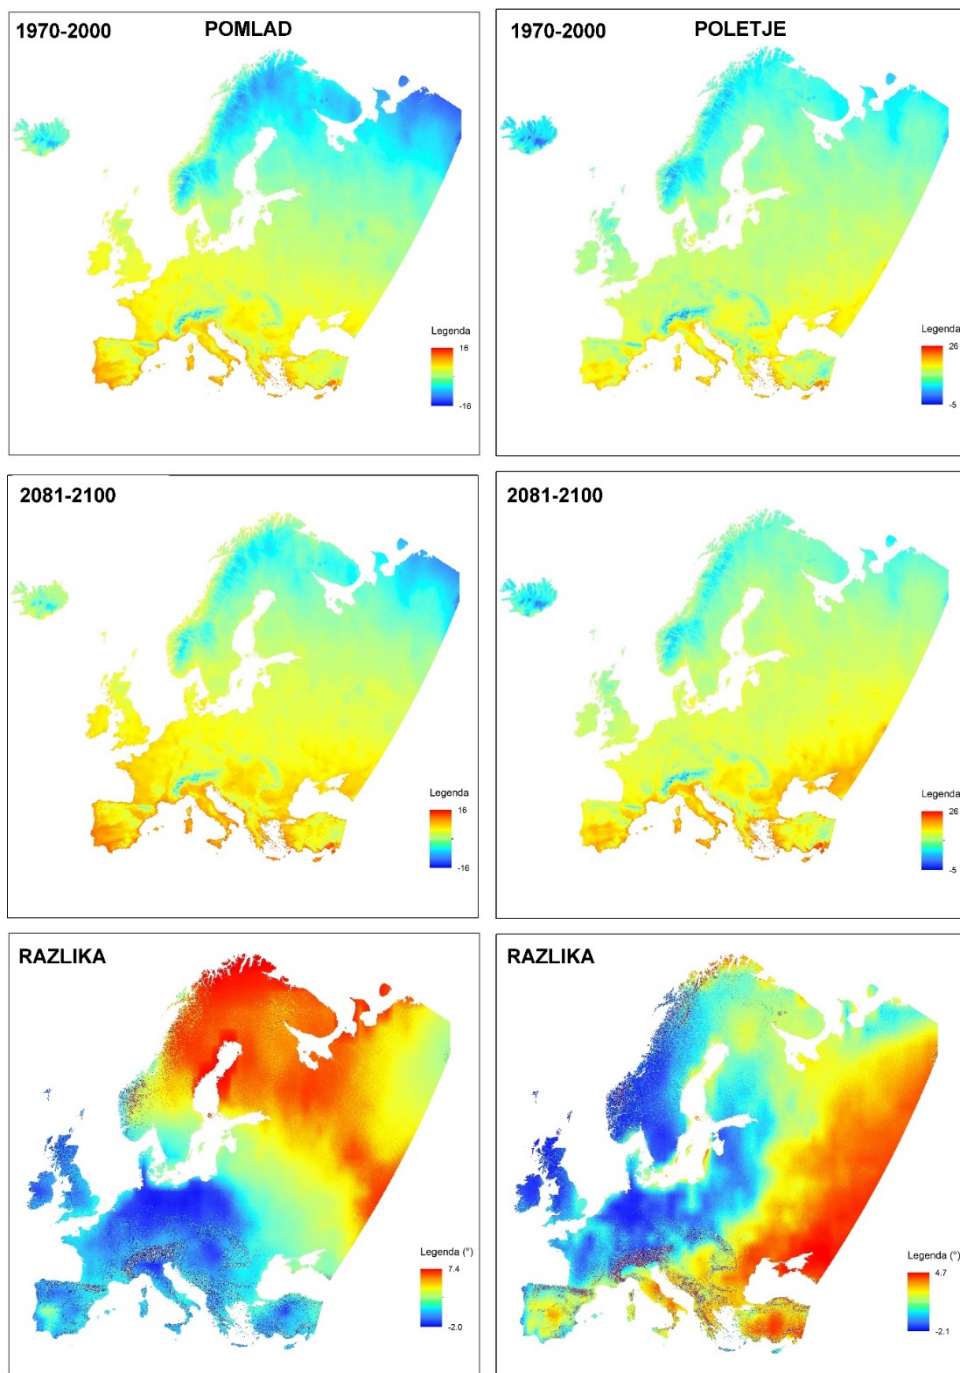 1970-2000 POMLAD
Legenda
16
-16
1970-2000 POLETJE
Legenda
26
-5
2081-2100
Legenda
16
-16
2081-2100
Legenda
26
-5
RAZLIKA
Legenda (°)
7.4
-2.0
RAZLIKA
Legenda (°)
4.7
-2.1